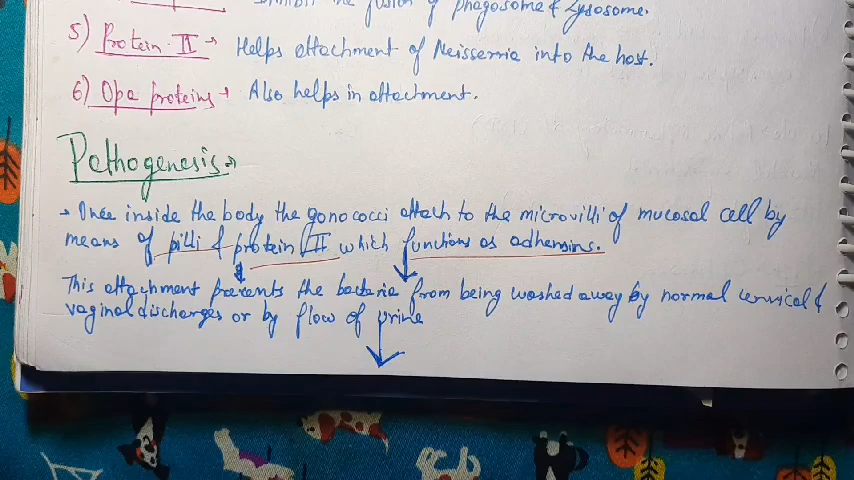 inhibit the fusion of phagosome & Lysosome.
5) Protein II → Helps attachment of Neisserria into the host.
6) Opa proteins → Also helps in attachment.
Pathogenesis →
→ Once inside the body the gonococci attach to the microvilli of mucosal cell by
means of pilli & protein II which functions as adhensins.
This attachment prevents the bacteria from being washed away by normal cervical &
vaginal discharges or by flow of urine